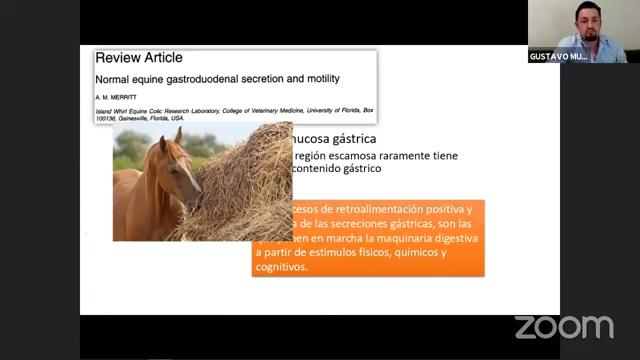 Review Article
Normal equine gastroduodenal secretion and motility
A. M. MERRITT
Island Whirl Equine Colic Research Laboratory, College of Veterinary Medicine, University of Florida, Box
100136, Gainesville, Florida, USA.
GUSTAVO MU...
mucosa gástrica
región escamosa raramente tiene
contenido gástrico
de retroalimentación positiva y
de las secreciones gástricas, son las
en marcha la maquinaria digestiva
a partir de estímulos físicos, químicos y
cognitivos.
zoom